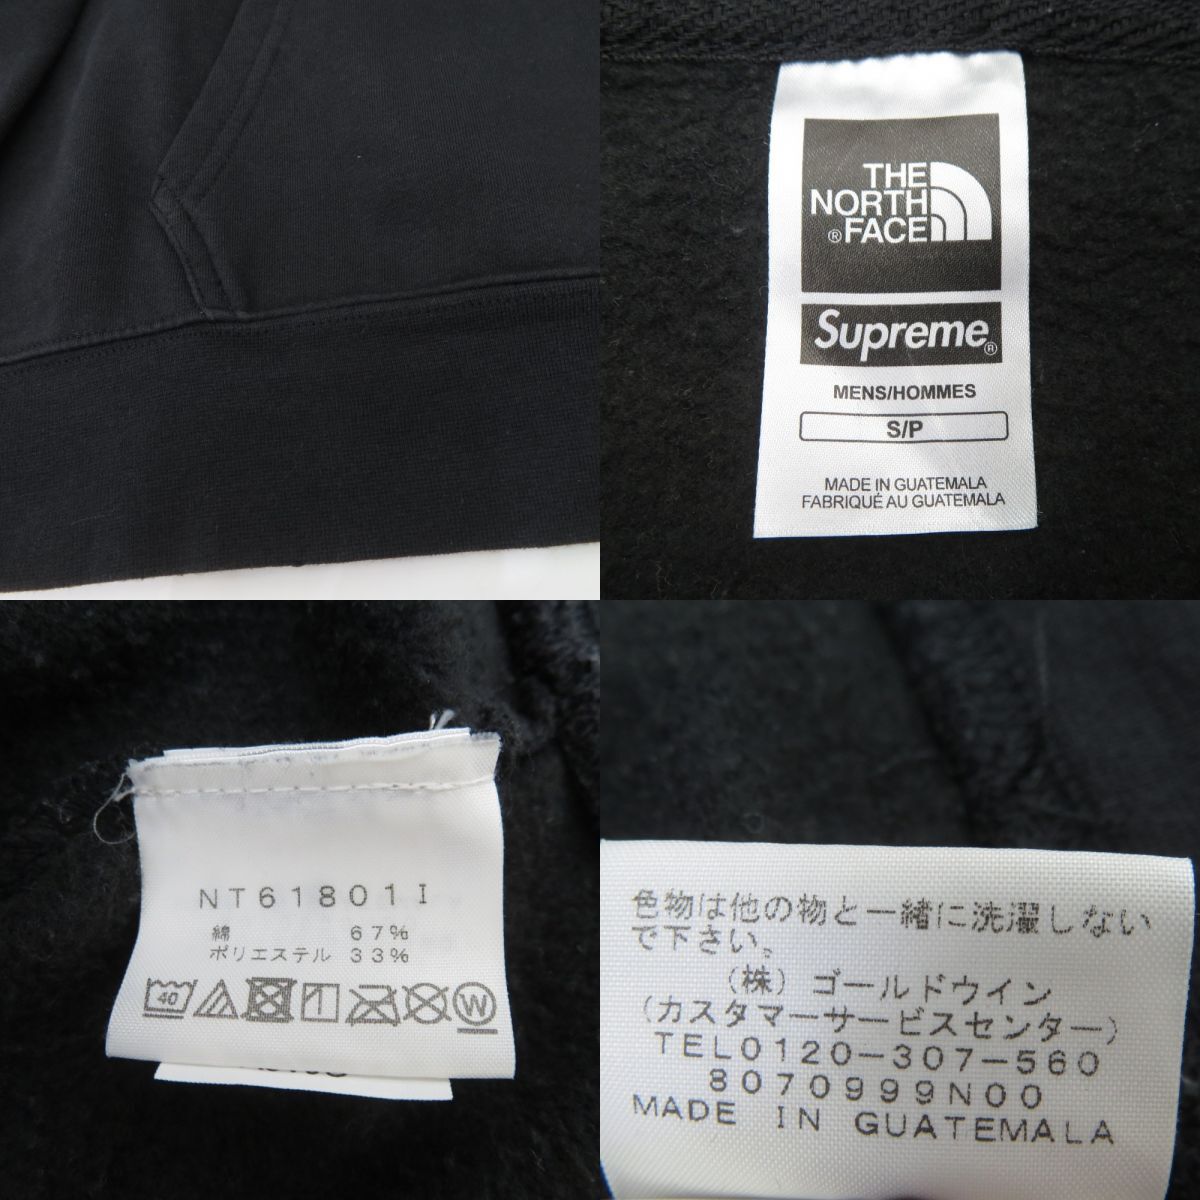 THE
NORTH
®FACE
Supreme®
MENS/HOMMES
S/P
MADE IN GUATEMALA
FABRIQUÉ AU GUATEMALA
NT61801I
綿 67%
ポリエステル 33%
40
W
色物は他の物と一緒に洗濯しない
で下さい。
(株) ゴールドウイン
(カスタマーサービスセンター)
TEL0120-307-560
8070999N00
MADE IN GUATEMALA